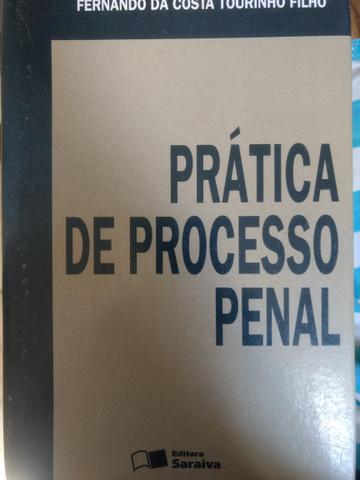 FERNANDO DA COSTA TOURINHO FILHO
PRÁTICA
DE PROCESSO
PENAL
Editora
Saraiva